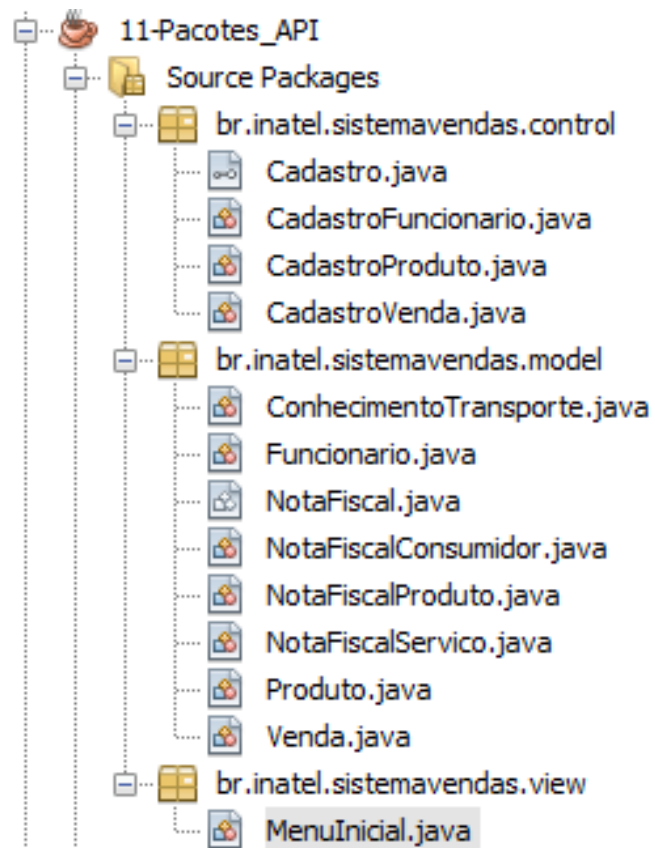 11-Pacotes_API
Source Packages
br.inatel.sistemavendas.control
Cadastro.java
CadastroFuncionario.java
CadastroProduto.java
CadastroVenda.java
br.inatel.sistemavendas.model
ConhecimentoTransporte.java
Funcionario.java
NotaFiscal.java
NotaFiscalConsumidor.java
NotaFiscalProduto.java
NotaFiscalServico.java
Produto.java
Venda.java
br.inatel.sistemavendas.view
MenuInicial.java